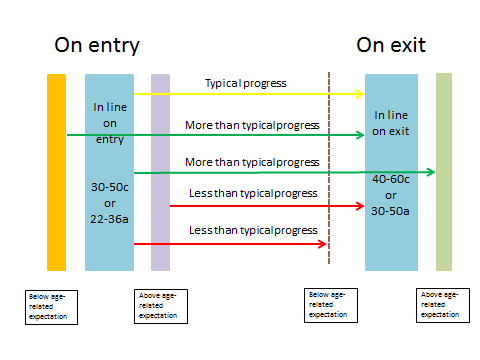 On entry
On exit
Typical progress
In line
on
entry
In line
on exit
More than typical progress
More than typical progress
30-50c
or
22-36a
40-60c
or
30-50a
Less than typical progress
Less than typical progress
Below age-
related
expectation
Above age-
related
expectation
Below age-
related
expectation
Above age-
related
expectation